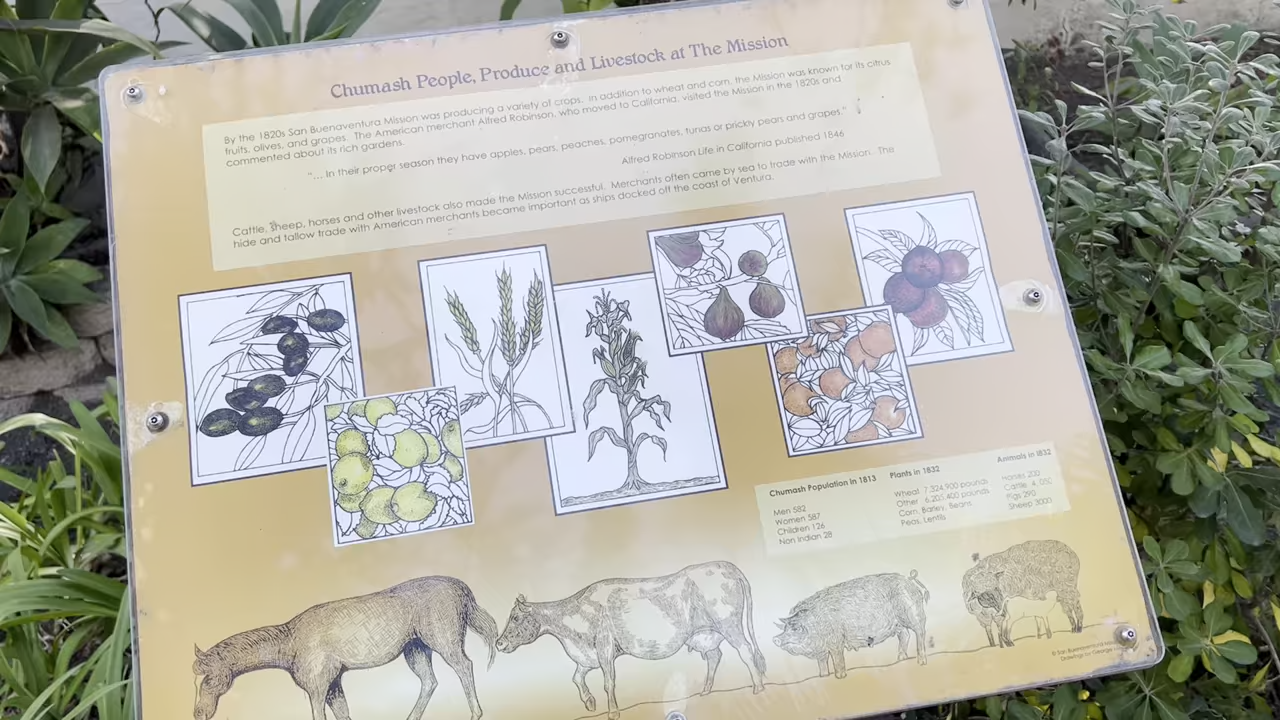 Chumash People, Produce and Livestock at The Mission
By the 1820s San Buenaventura Mission was producing a variety of crops. In addition to wheat and corn, the Mission was known for its citrus
fruits, olives, and grapes. The American merchant Alfred Robinson, who moved to California, visited the Mission in the 1820s and
commented about its rich gardens.
"... In their proper season they have apples, pears, peaches, pomegranates, tunas or prickly pears and grapes."
Alfred Robinson Life in California published 1846
Cattle, sheep, horses and other livestock also made the Mission successful. Merchants often came by sea to trade with the Mission. The
hide and tallow trade with American merchants became important as ships docked off the coast of Ventura.
Chumash Population in 1813
Men 582
Women 587
Children 126
Non Indian 28
Plants in 1832
Wheat 7,324,900 pounds
Other 6,205,400 pounds
Corn, Barley, Beans
Peas, Lentils
Animals in 1832
Horses 200
Cattle 4,050
Pigs 290
Sheep 3000
© San Buenaventura
Drawings by George